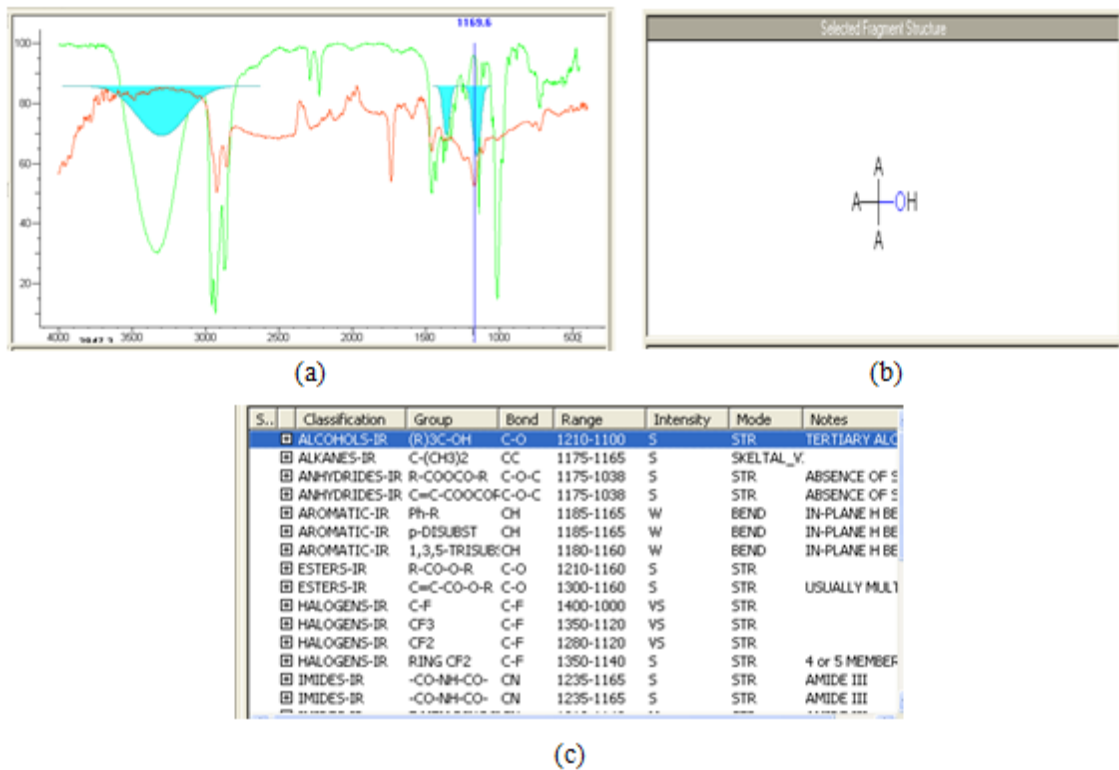 1169.6
100
80
60
40
20
4000 3500 3000 2500 2000 1500 1000 500
(a)
Selected Fragment Structure
A
A OH
A
(b)
S.. Classification Group Bond Range Intensity Mode Notes
ALCOHOLS-IR (R)3C-OH C-O 1210-1100 S STR TERTIARY ALC
ALKANES-IR C-(CH3)2 CC 1175-1165 S SKELTAL_V.
ANHYDRIDES-IR R-COOCO-R C-O-C 1175-1038 S STR ABSENCE OF S
ANHYDRIDES-IR C=C-COOCOF C-O-C 1175-1038 S STR ABSENCE OF S
AROMATIC-IR Ph-R CH 1185-1165 W BEND IN-PLANE H BE
AROMATIC-IR p-DISUBST CH 1185-1165 W BEND IN-PLANE H BE
AROMATIC-IR 1,3,5-TRISUBS CH 1180-1160 W BEND IN-PLANE H BE
ESTERS-IR R-CO-O-R C-O 1210-1160 S STR
ESTERS-IR C=C-CO-O-R C-O 1300-1160 S STR USUALLY MULT
HALOGENS-IR C-F C-F 1400-1000 VS STR
HALOGENS-IR CF3 C-F 1350-1120 VS STR
HALOGENS-IR CF2 C-F 1280-1120 VS STR
HALOGENS-IR RING CF2 C-F 1350-1140 S STR 4 or 5 MEMBER
IMIDES-IR -CO-NH-CO- CN 1235-1165 S STR AMIDE III
IMIDES-IR -CO-NH-CO- CN 1235-1165 S STR AMIDE III
(c)